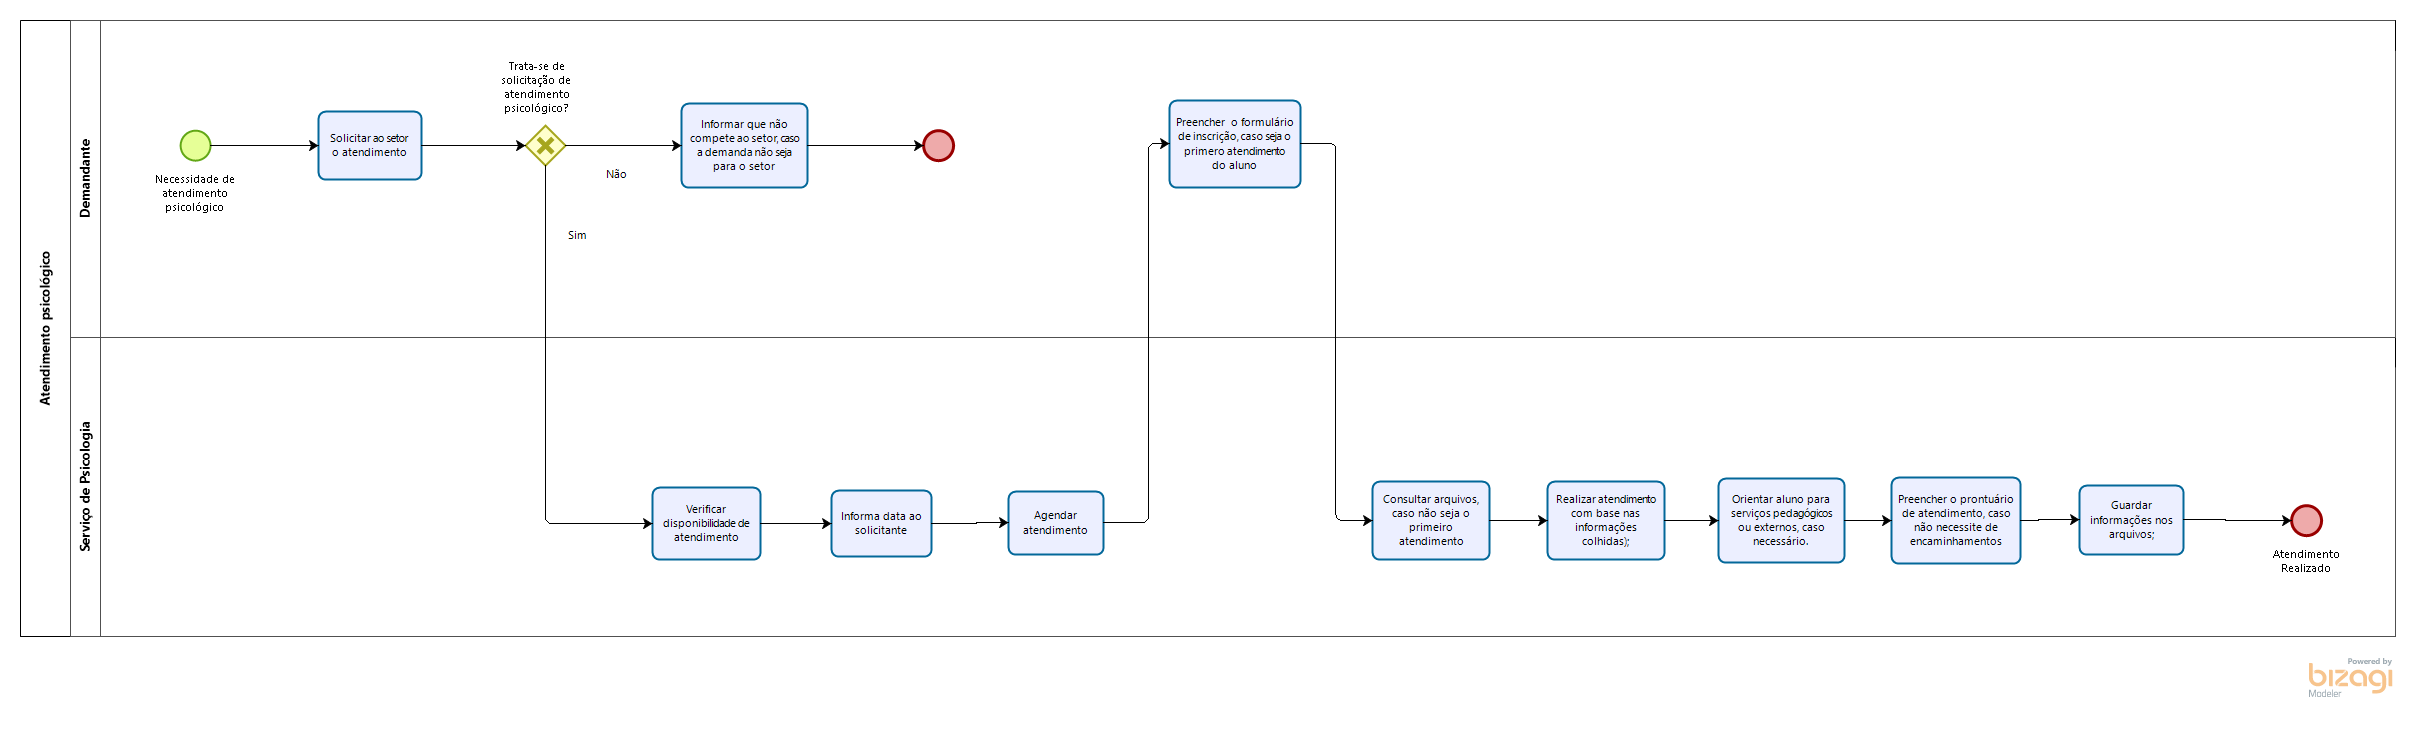 Atendimento psicológico
Demandante
Necessidade de
atendimento
psicológico
Solicitar ao setor
o atendimento
Trata-se de
solicitação de
atendimento
psicológico?
Não
Sim
Informar que não
compete ao setor, caso
a demanda não seja
para o setor
Preencher o formulário
de inscrição, caso seja o
primero atendimento
do aluno
Serviço de Psicologia
Verificar
disponibilidade de
atendimento
Informa data ao
solicitante
Agendar
atendimento
Consultar arquivos,
caso não seja o
primeiro
atendimento
Realizar atendimento
com base nas
informações
colhidas);
Orientar aluno para
serviços pedagógicos
ou externos, caso
necessário.
Preencher o prontuário
de atendimento, caso
não necessite de
encaminhamentos
Guardar
informações nos
arquivos;
Atendimento
Realizado
Powered by
bizagi
Modeler